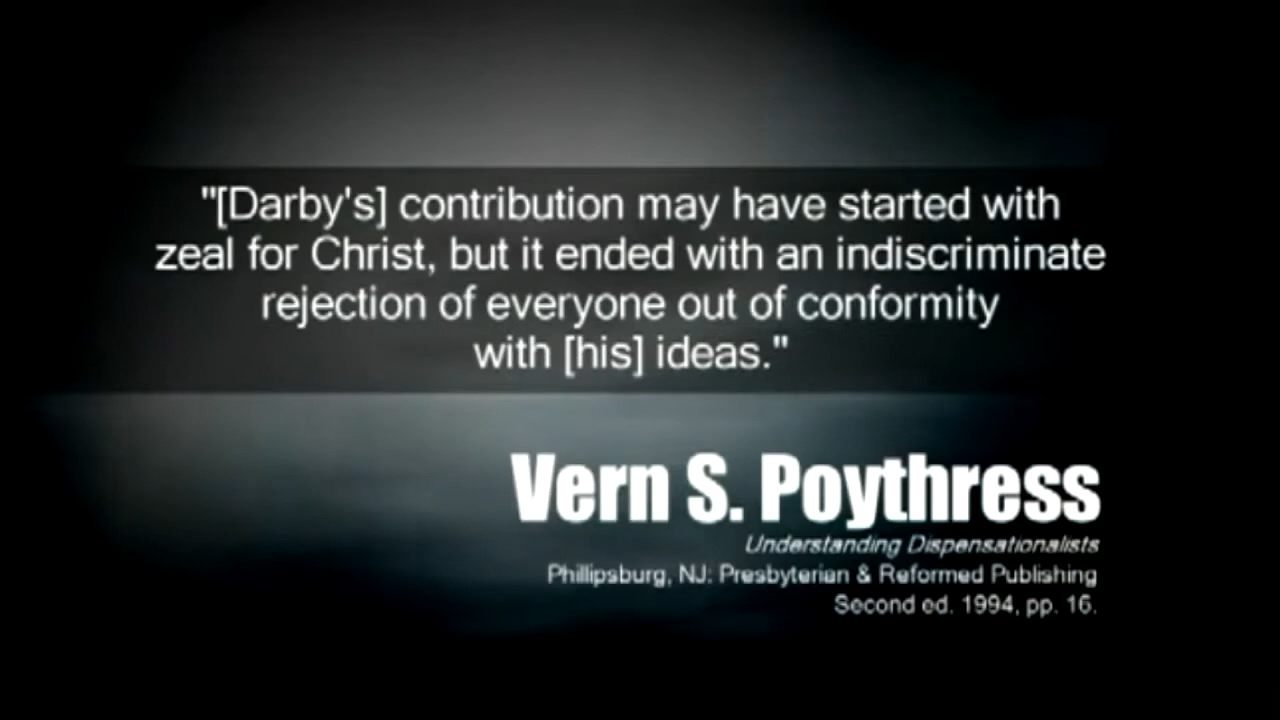 "[Darby's] contribution may have started with
zeal for Christ, but it ended with an indiscriminate
rejection of everyone out of conformity
with [his] ideas."
Vern S. Poythress
Understanding Dispensationalists
Phillipsburg, NJ: Presbyterian & Reformed Publishing
Second ed. 1994, pp. 16.